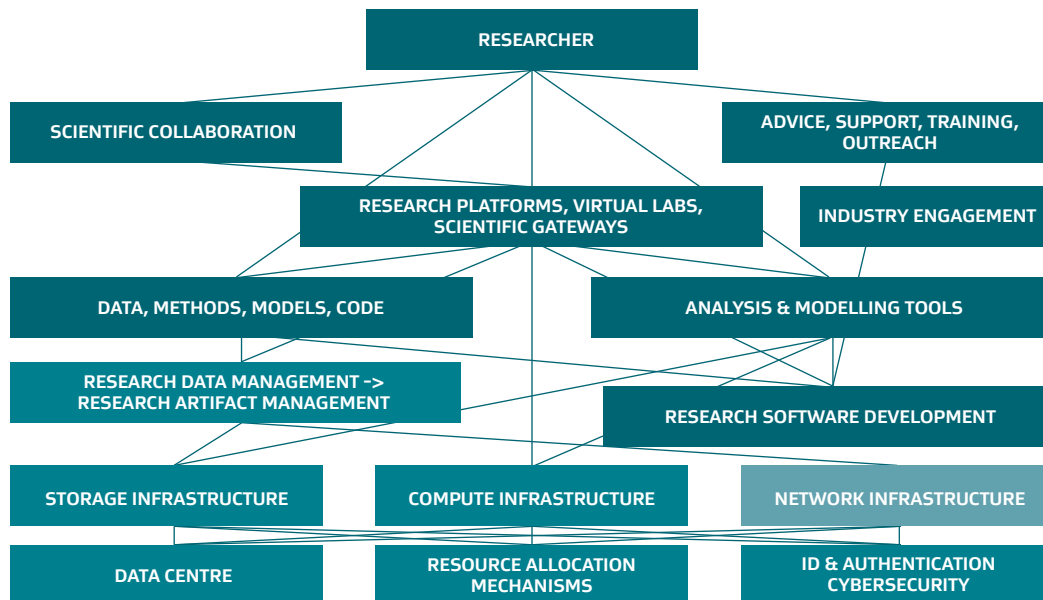 RESEARCHER
SCIENTIFIC COLLABORATION
ADVICE, SUPPORT, TRAINING,
OUTREACH
RESEARCH PLATFORMS, VIRTUAL LABS,
SCIENTIFIC GATEWAYS
INDUSTRY ENGAGEMENT
DATA, METHODS, MODELS, CODE
ANALYSIS & MODELLING TOOLS
RESEARCH DATA MANAGEMENT ->
RESEARCH ARTIFACT MANAGEMENT
RESEARCH SOFTWARE DEVELOPMENT
STORAGE INFRASTRUCTURE
COMPUTE INFRASTRUCTURE
NETWORK INFRASTRUCTURE
DATA CENTRE
RESOURCE ALLOCATION
MECHANISMS
ID & AUTHENTICATION
CYBERSECURITY